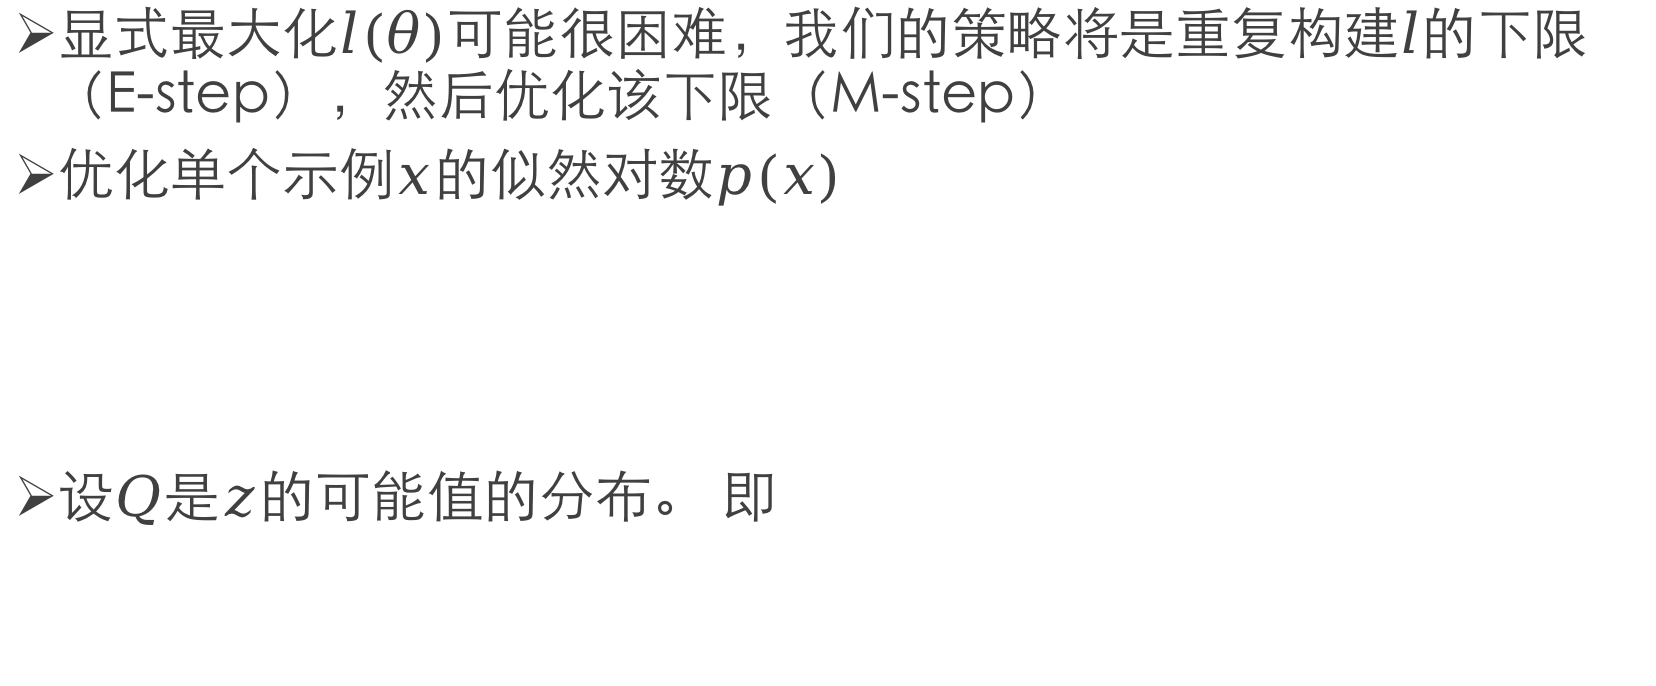 ➢显式最大化l(θ)可能很困难，我们的策略将是重复构建l的下限
（E-step），然后优化该下限（M-step）
➢优化单个示例x的似然对数p(x)
➢设Q是z的可能值的分布。 即